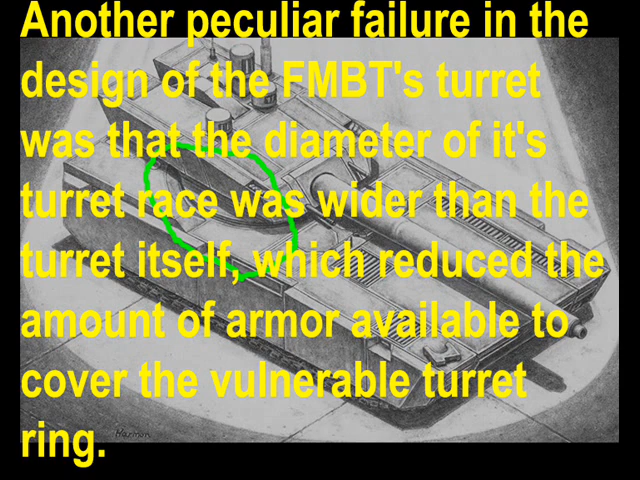 Another peculiar failure in the
design of the FMBT's turret
was that the diameter of it's
turret race was wider than the
turret itself, which reduced the
amount of armor available to
cover the vulnerable turret
ring.
Harmon